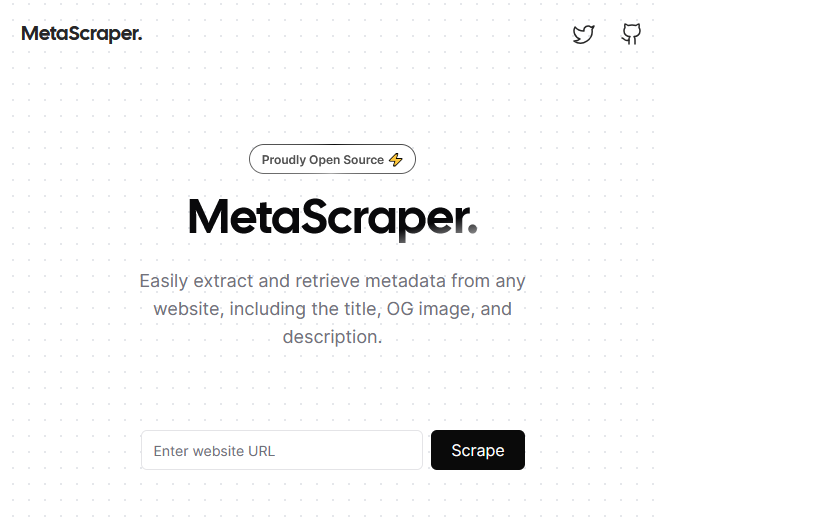 MetaScraper.
Proudly Open Source ⚡
MetaScraper.
Easily extract and retrieve metadata from any
website, including the title, OG image, and
description.
Enter website URL
Scrape